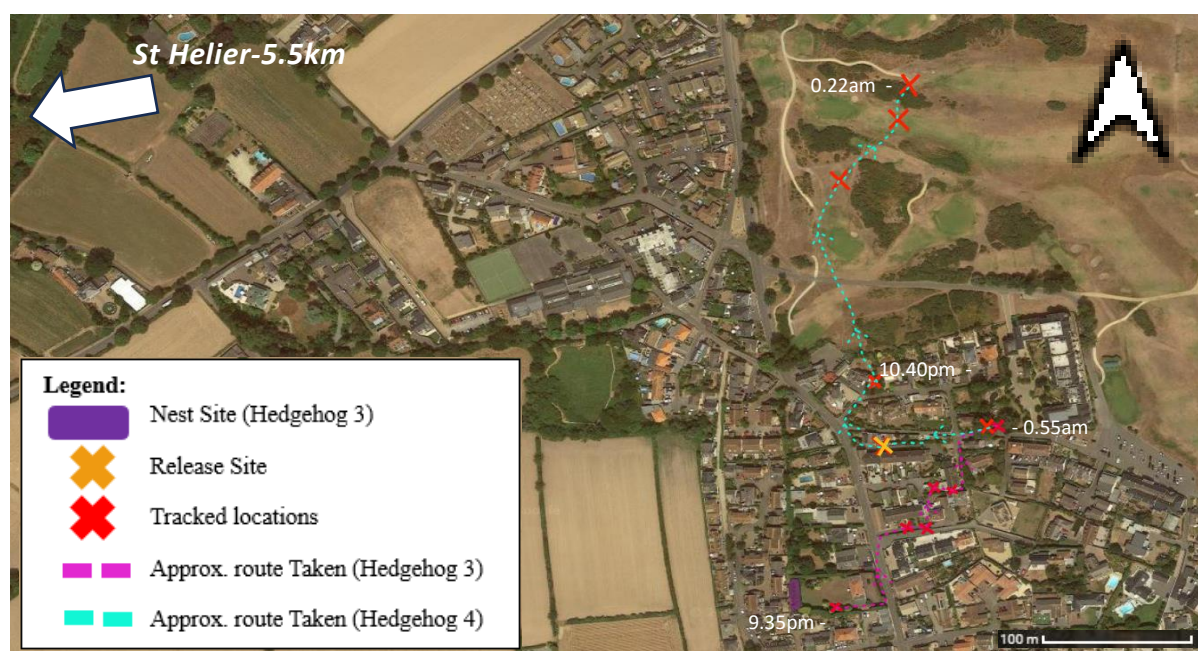 St Helier-5.5km
0.22am -
10.40pm -
- 0.55am
Legend:
Nest Site (Hedgehog 3)
Release Site
Tracked locations
Approx. route Taken (Hedgehog 3)
Approx. route Taken (Hedgehog 4)
9.35pm -
100 m